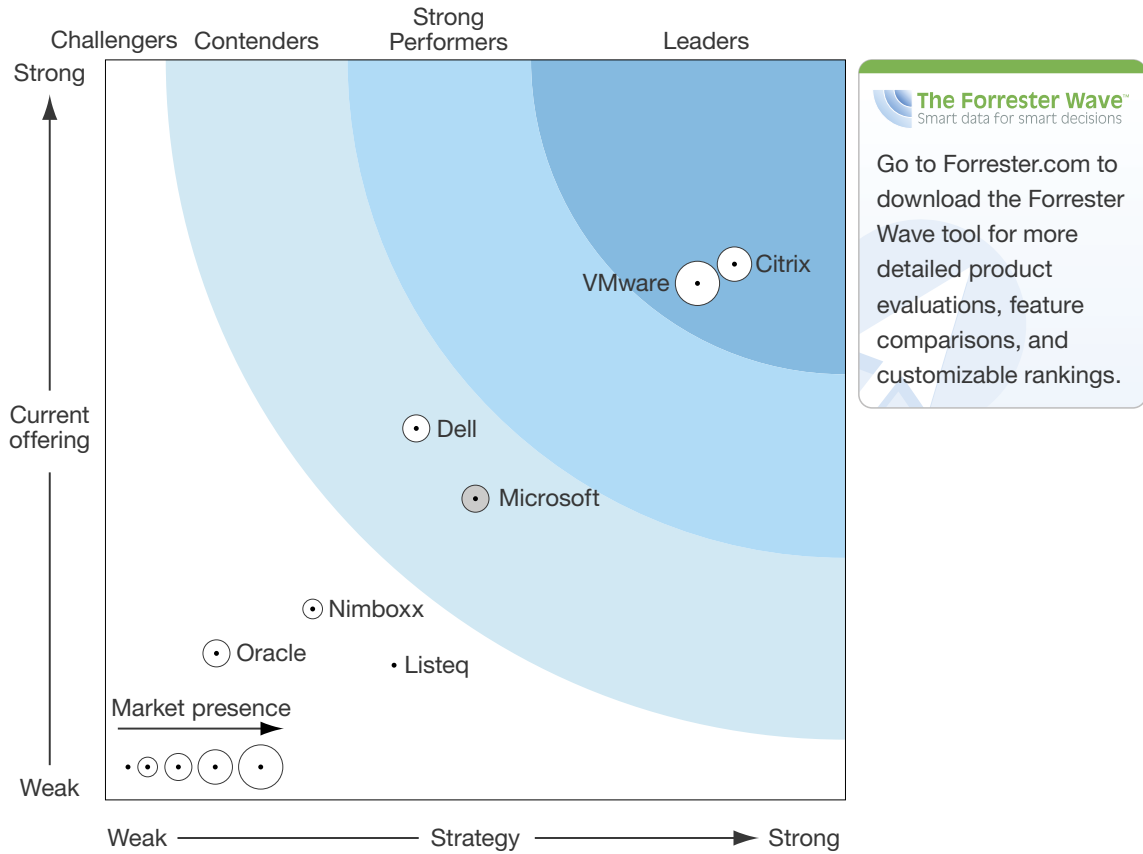 Challengers
Contenders
Strong
Performers
Leaders
Strong
Current
offering
Weak
VMware
Citrix
Dell
Microsoft
Nimboxx
Oracle
Listeq
Market presence
Weak
Strategy
Strong
The Forrester Wave™
Smart data for smart decisions
Go to Forrester.com to
download the Forrester
Wave tool for more
detailed product
evaluations, feature
comparisons, and
customizable rankings.